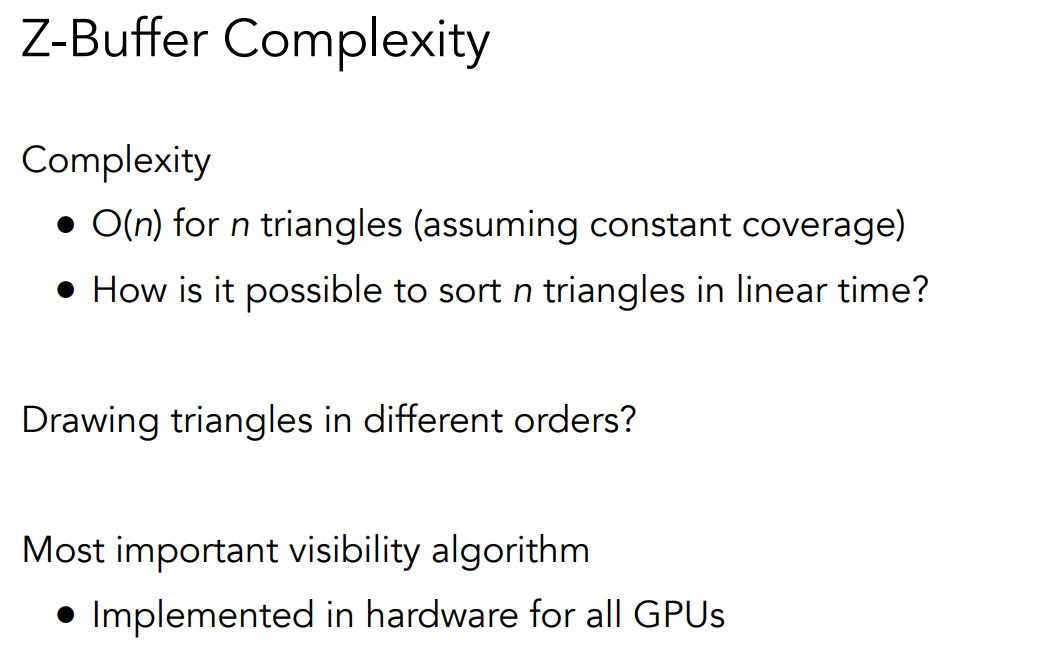 Z-Buffer Complexity
Complexity
● O(n) for n triangles (assuming constant coverage)
● How is it possible to sort n triangles in linear time?
Drawing triangles in different orders?
Most important visibility algorithm
● Implemented in hardware for all GPUs